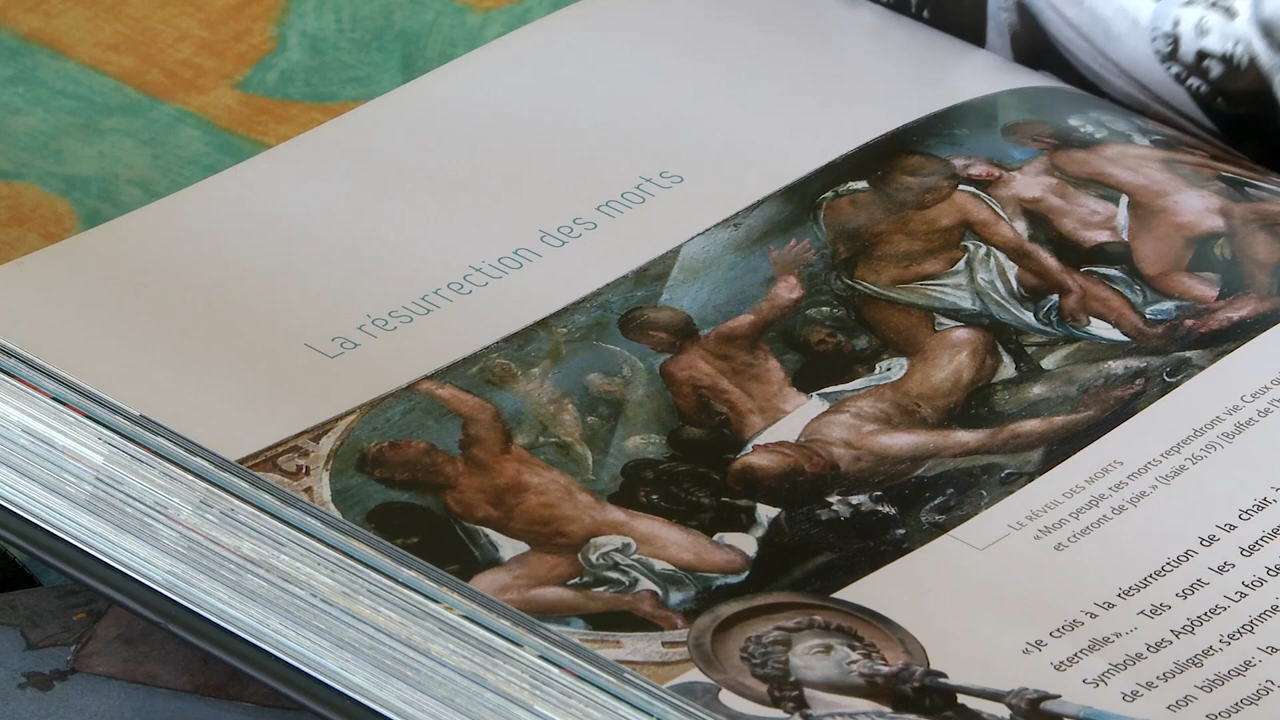 La résurrection des morts
LE RÉVEIL DES MORTS
«Mon peuple, tes morts reprendront vie. Ceux
et crieront de joie.» (Isaïe 26,19) (Buffet de
«Je crois à la résurrection de la chair, à
éternelle»... Tels sont les
Symbole des Apôtres. La foi de
de le souligner, s'exprime
non biblique: la
Pourquoi?